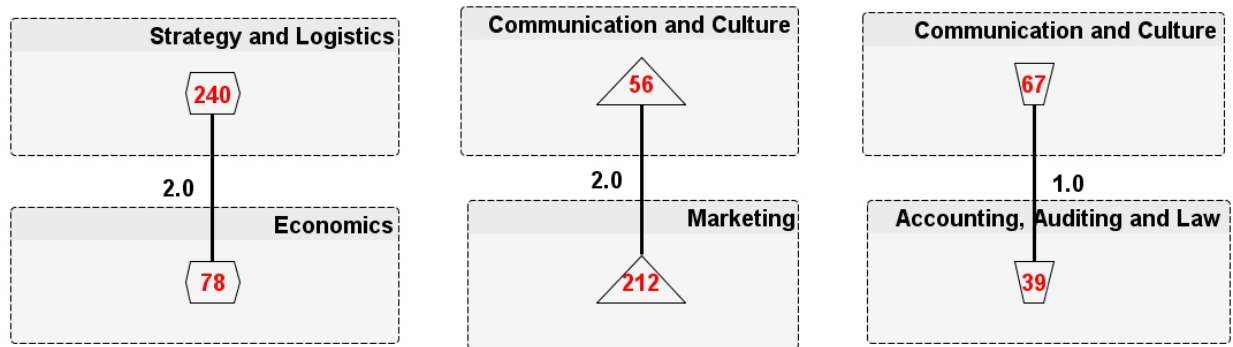 Strategy and Logistics
240
2.0
Economics
78
Communication and Culture
56
2.0
Marketing
212
Communication and Culture
67
1.0
Accounting, Auditing and Law
39